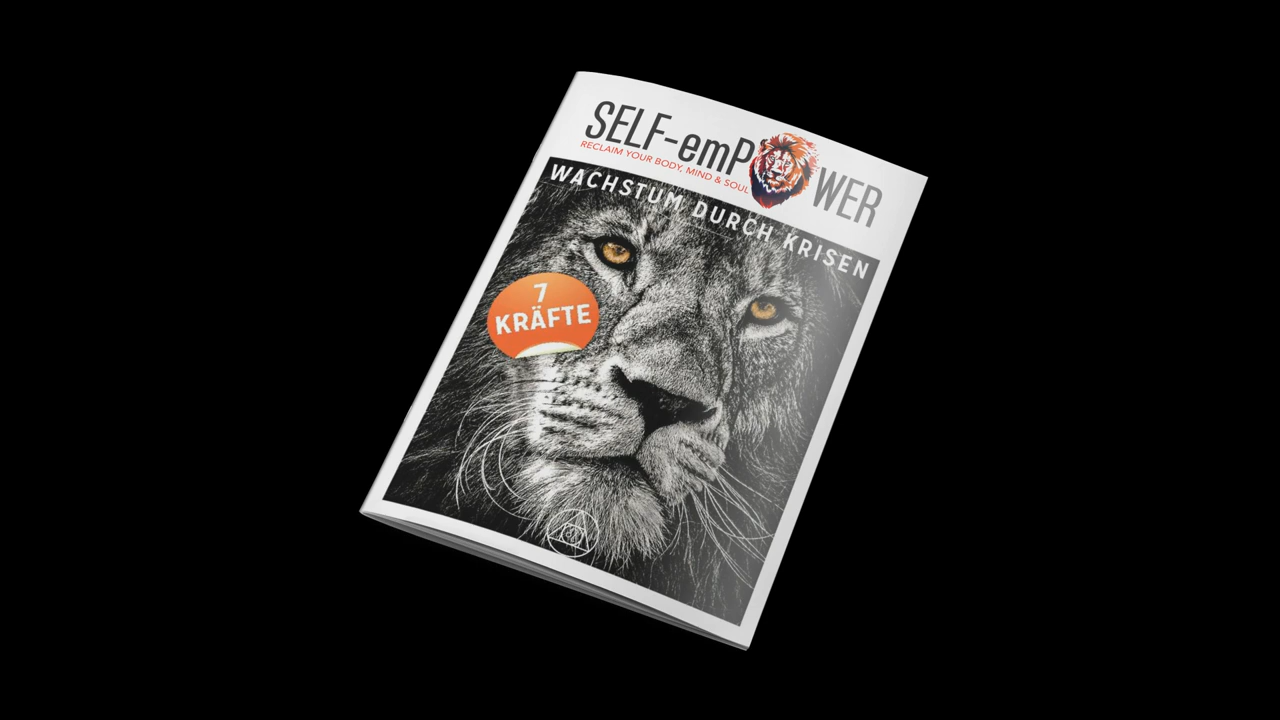 SELF-emPOWER
RECLAIM YOUR BODY, MIND & SOUL
WACHSTUM DURCH KRISEN
7
KRÄFTE